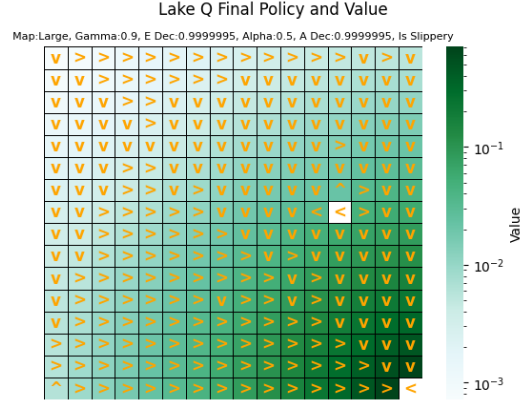 Lake Q Final Policy and Value
Map:Large, Gamma:0.9, E Dec:0.9999995, Alpha:0.5, A Dec:0.9999995, Is Slippery
v > > > > > > > > > > > > v > v
v v > > > > > > v v v v v v v v
v v v > > v v v v v v v v v v v
v v v v > v v v v v v v v v v v
v v v v v v v v v v v v > v v v
v v v > > v v v v v v v v v v v
v v v > > v > v v v v v ^ > v v
v v > > > > > v v v v < < > v v
v v > > > > > > v v v v v v v v
v v > > > > > > > v > v v v v v
v > > > > > > > > > v > v v v v
v > > > > > > v > > v > v v v v
v > > > > > > > > > > > v v v v
> > > > > > > > > > > > > v v v
> > > > > > > > > > > > > > v v
^ > > > > > > > > > > > > > > <
10⁻¹
10⁻²
10⁻³
Value